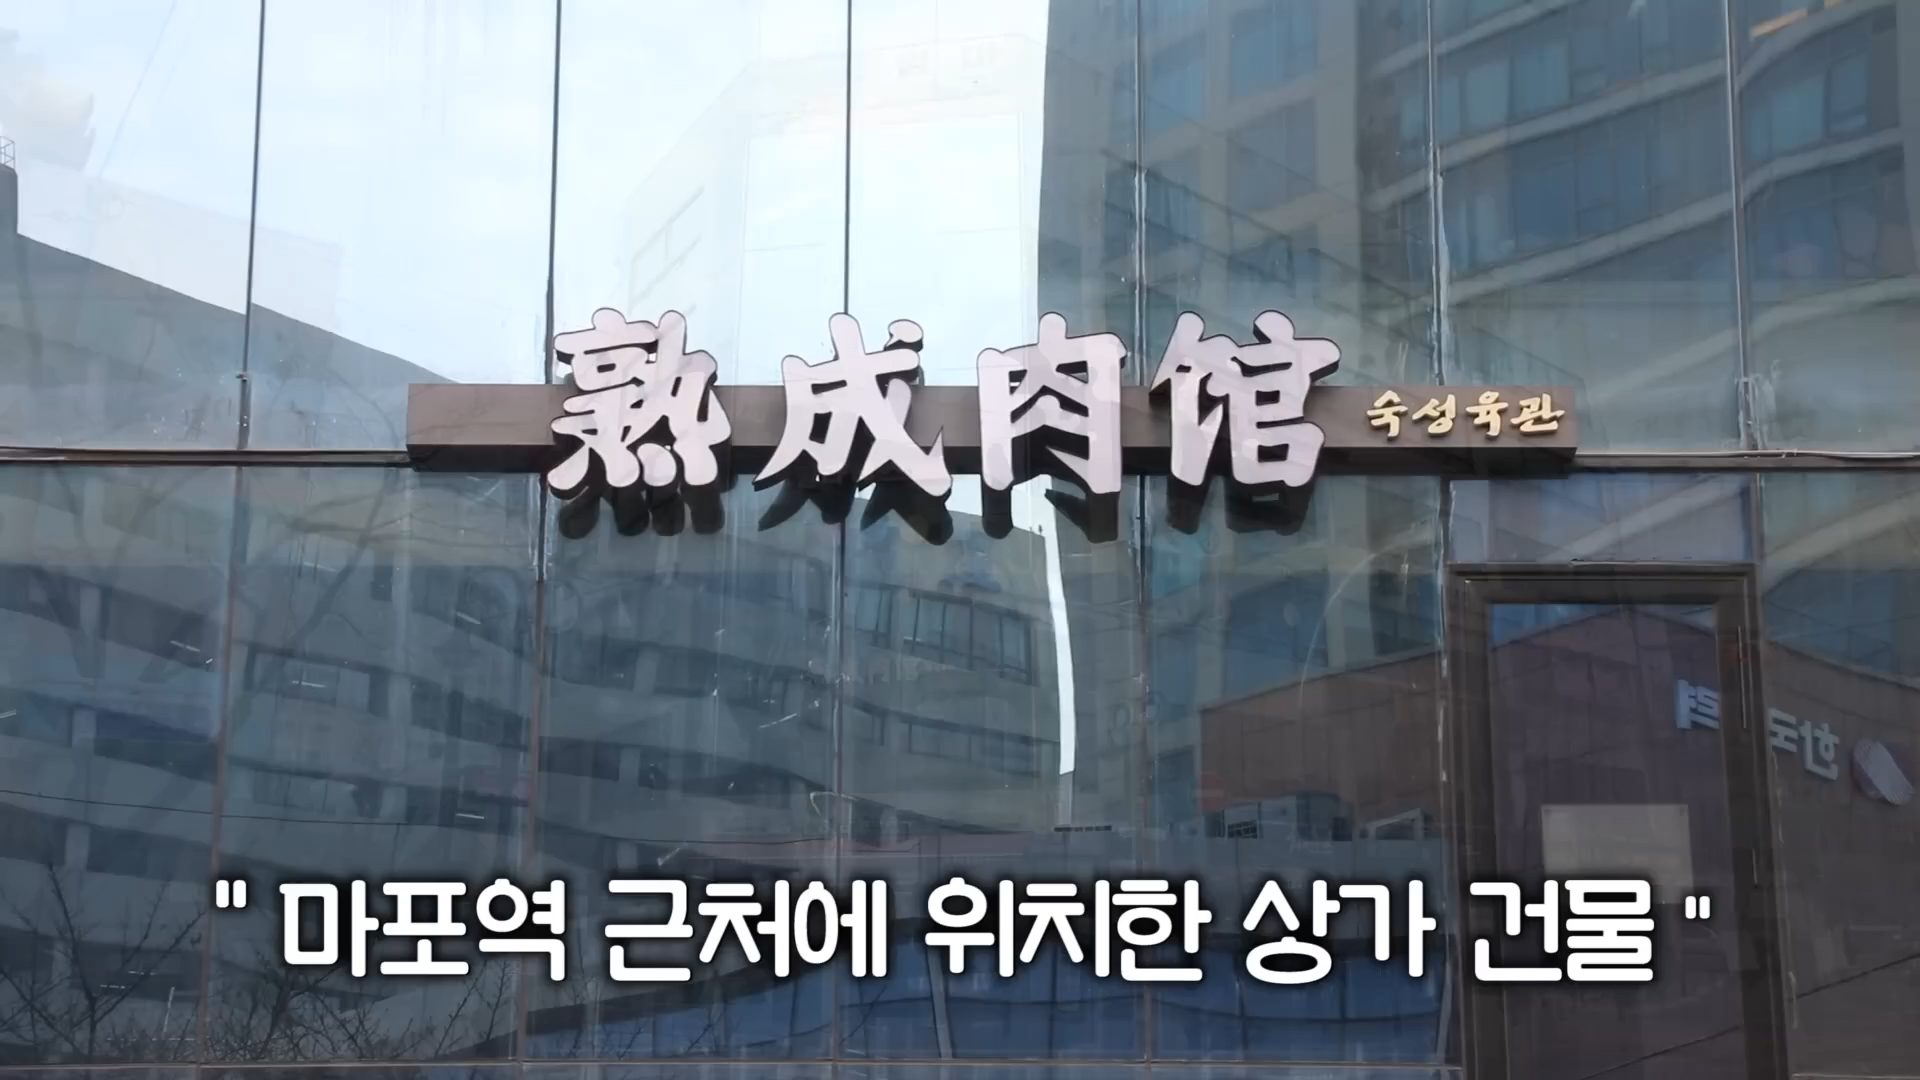 熟成肉馆 숙성육관
" 마포역 근처에 위치한 상가 건물 "